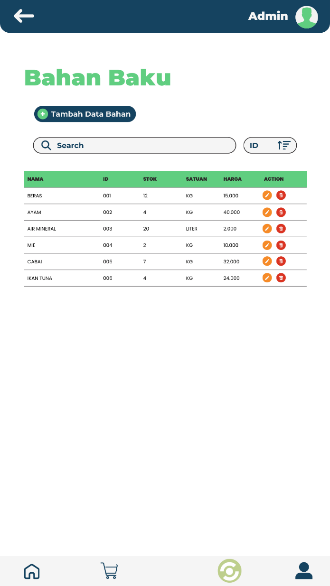 Admin
Bahan Baku
Tambah Data Bahan
Search
ID
NAMA ID STOK SATUAN HARGA ACTION
BERAS 001 12 KG 15.000
AYAM 002 4 KG 40.000
AIR MINERAL 003 20 LITER 2.000
MIE 004 2 KG 10.000
CABAI 005 7 KG 32.000
IKAN TUNA 006 4 KG 24.000